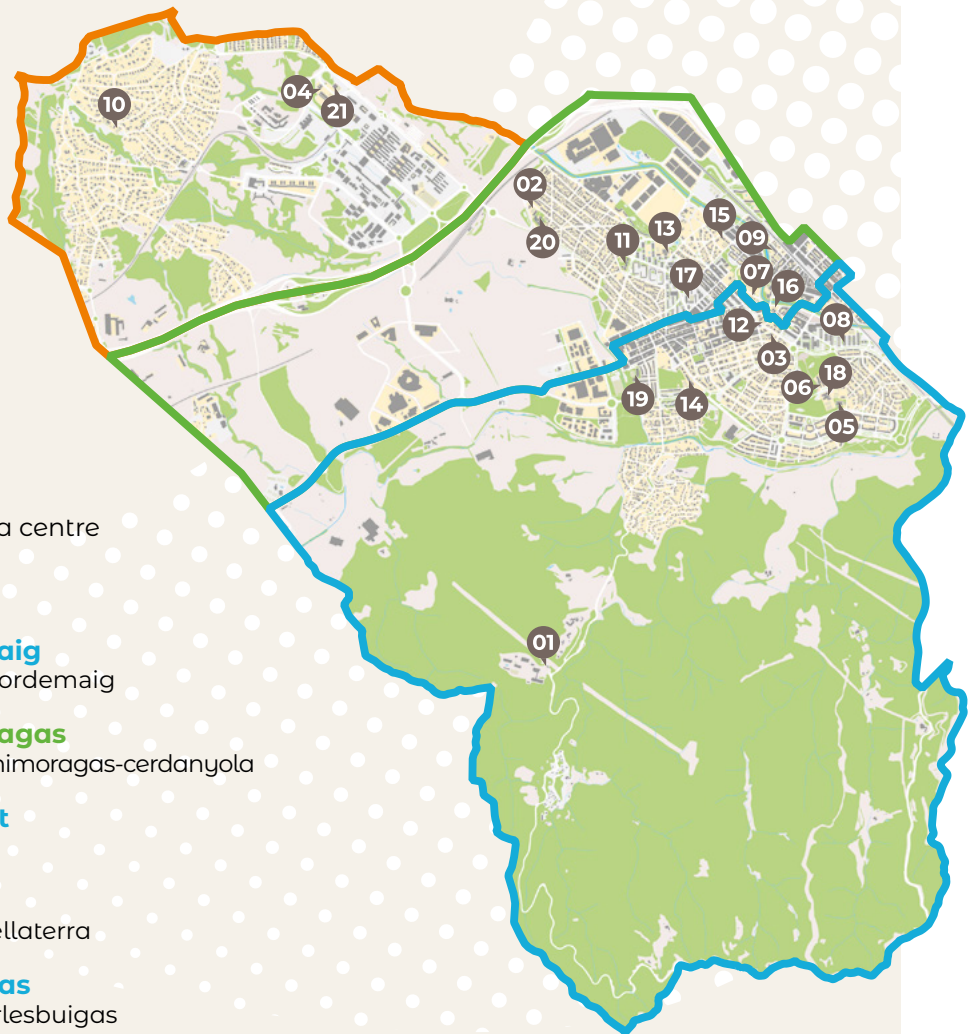 10
04
21
02
20
11
13
15
09
17
07
16
12
08
03
06
18
19
14
05
01
a centre
aig
ordemaig
agas
nimoragas-cerdanyola
t
ellaterra
as
rlesbuigas